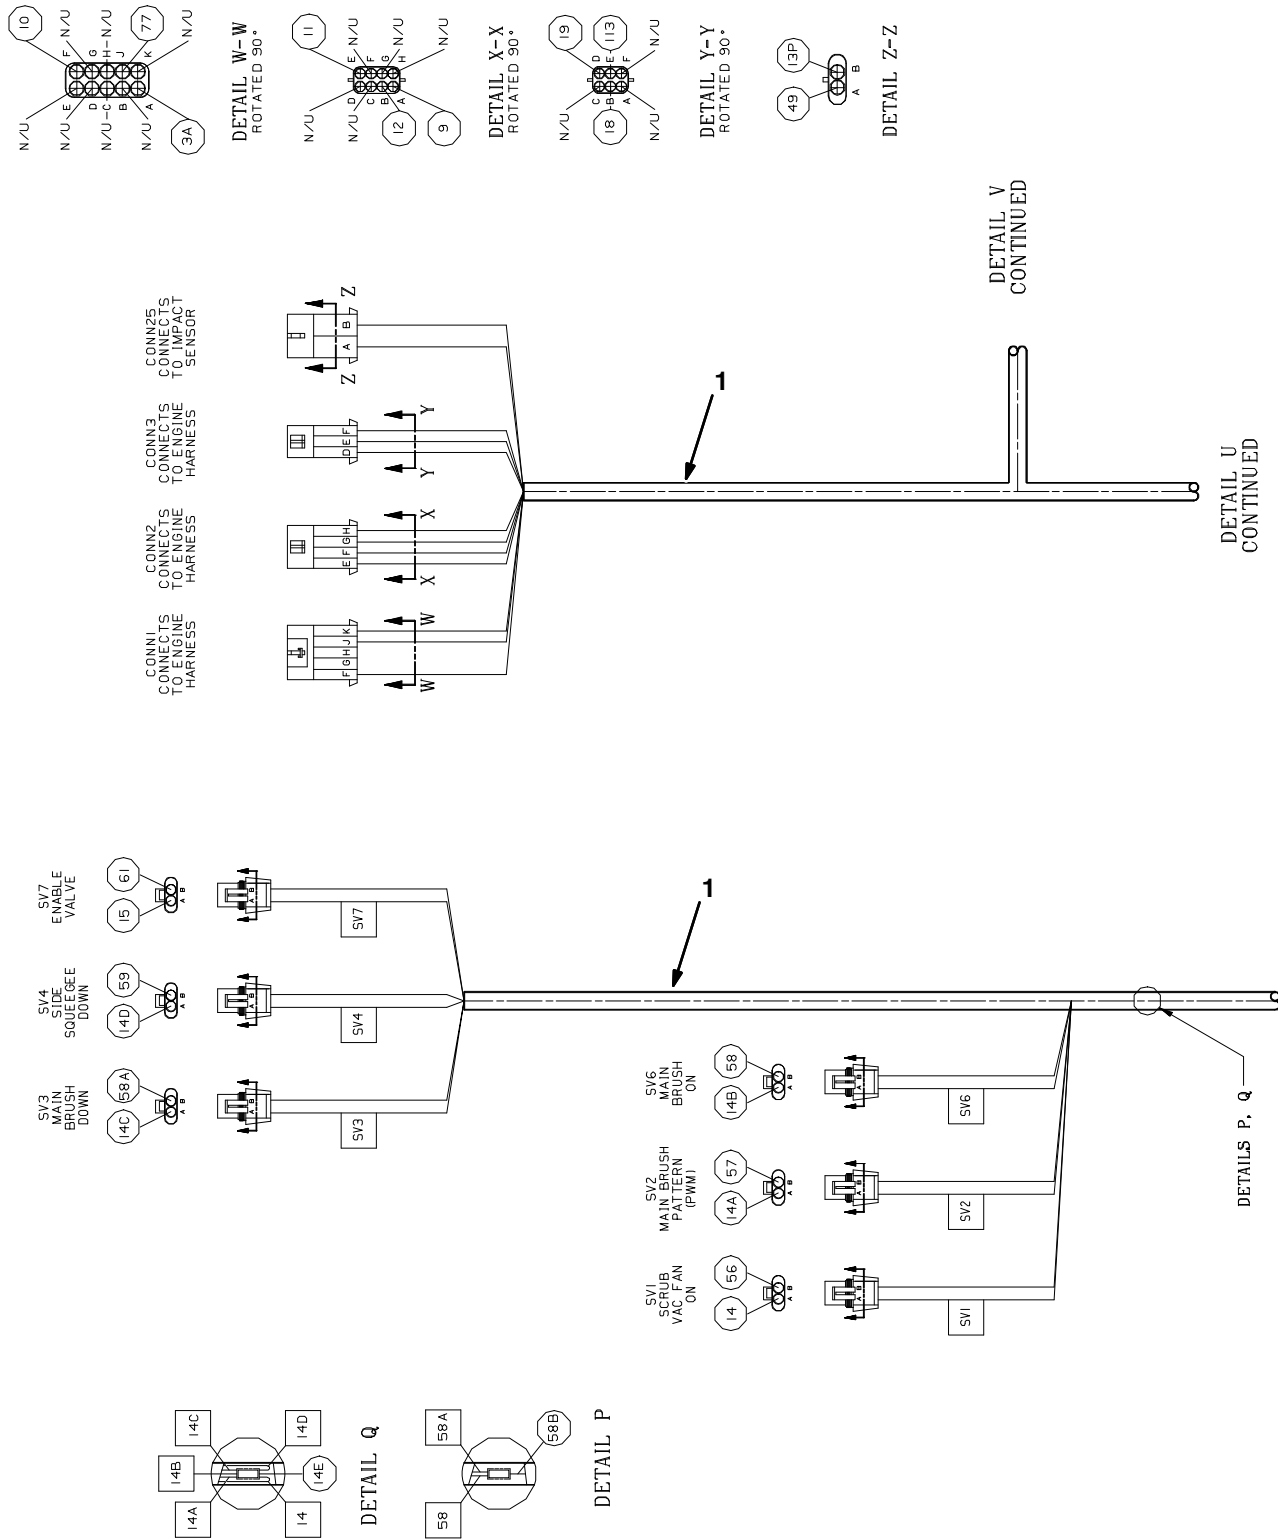 N/U
N/U
N/U
N/U
3A
E
D
C
B
A
F
G
H
J
K
10
N/U
N/U
77
N/U
DETAIL W-W
ROTATED 90°
N/U
N/U
12
9
D
C
B
A
E
F
G
H
11
N/U
N/U
N/U
DETAIL X-X
ROTATED 90°
N/U
18
N/U
C
B
A
D
E
F
19
113
N/U
DETAIL Y-Y
ROTATED 90°
49
13P
A
B
DETAIL Z-Z
CONN1
CONNECTS
TO ENGINE
HARNESS
F G H J K
W
W
CONN2
CONNECTS
TO ENGINE
HARNESS
E F G H
X
X
CONN3
CONNECTS
TO ENGINE
HARNESS
D E F
Y
Y
CONN25
CONNECTS
TO IMPACT
SENSOR
A B
Z
Z
1
DETAIL V
CONTINUED
DETAIL U
CONTINUED
SV3
MAIN
BRUSH
DOWN
14C
58A
A B
A B
SV3
SV4
SIDE
SQUEEGEE
DOWN
14D
59
A B
A B
SV4
SV7
ENABLE
VALVE
15
61
A B
A B
SV7
1
SV1
SCRUB
VAC FAN
ON
14
56
A B
A B
SV1
SV2
MAIN BRUSH
PATTERN
(PWM)
14A
57
A B
A B
SV2
SV6
MAIN
BRUSH
ON
14B
58
A B
A B
SV6
DETAILS P, Q
14A
14B
14C
14
14E
14D
DETAIL Q
58
58A
58B
DETAIL P